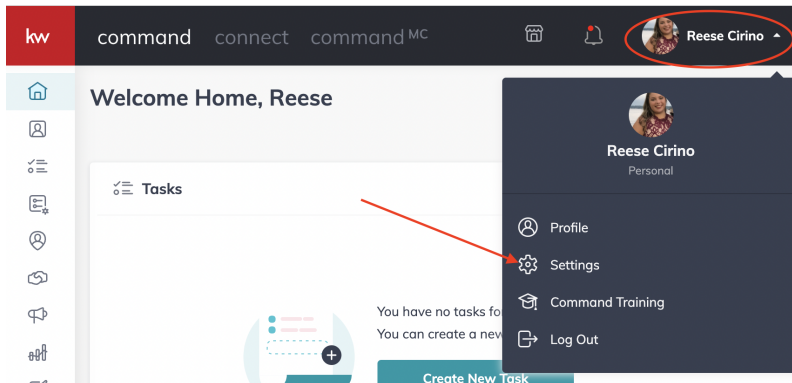 kw
command connect command MC
Reese Cirino
Welcome Home, Reese
Reese Cirino
Personal
Tasks
Profile
Settings
Command Training
Log Out
You have no tasks fo
You can create a new
Create New Task